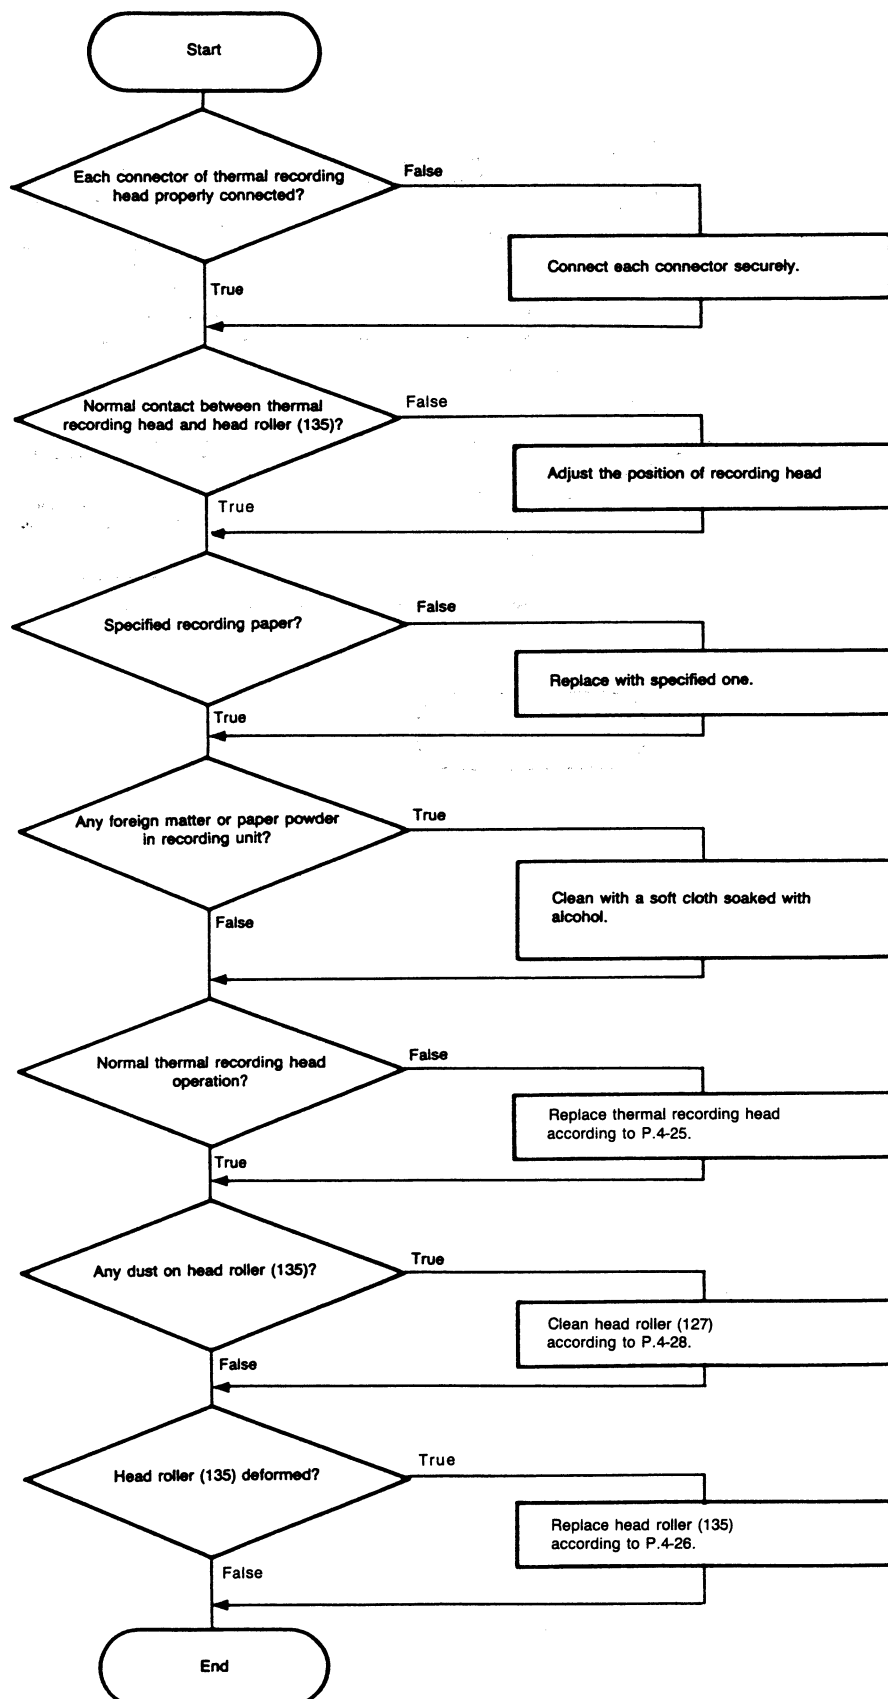 Start
Each connector of thermal recording
head properly connected?
False
Connect each connector securely.
True
Normal contact between thermal
recording head and head roller (135)?
False
Adjust the position of recording head
True
Specified recording paper?
False
Replace with specified one.
True
Any foreign matter or paper powder
in recording unit?
True
Clean with a soft cloth soaked with
alcohol.
False
Normal thermal recording head
operation?
False
Replace thermal recording head
according to P.4-25.
True
Any dust on head roller (135)?
True
Clean head roller (127)
according to P.4-28.
False
Head roller (135) deformed?
True
Replace head roller (135)
according to P.4-26.
False
End